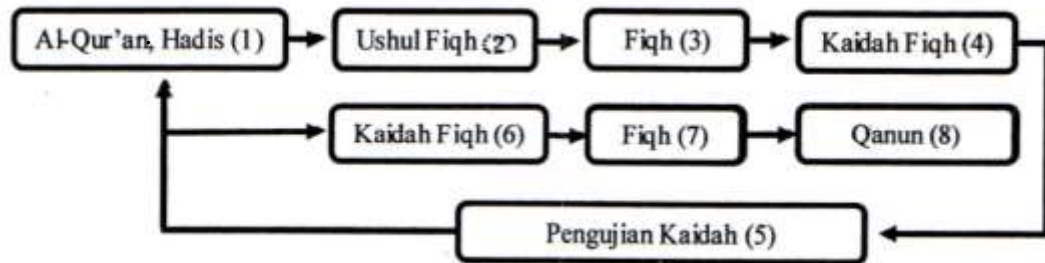 Al-Qur'an, Hadis (1)
Ushul Fiqh (2)
Fiqh (3)
Kaidah Fiqh (4)
Kaidah Fiqh (6)
Fiqh (7)
Qanun (8)
Pengujian Kaidah (5)